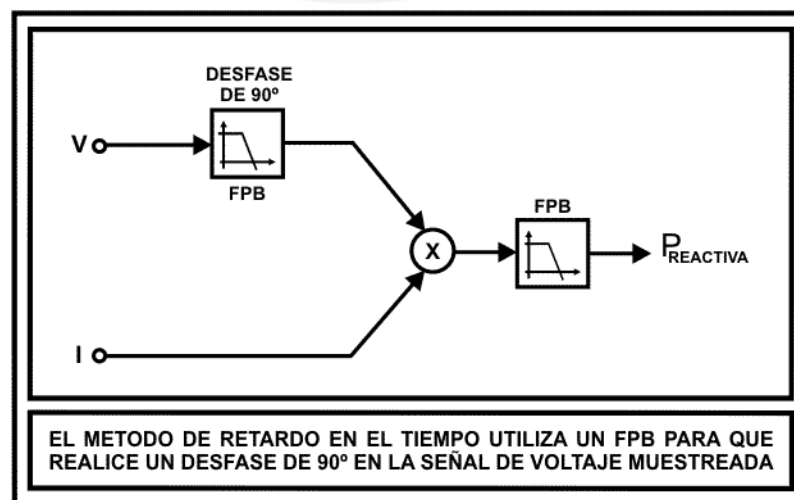 DESFASE
DE 90º
V
FPB
FPB
X
PREACTIVA
I
EL METODO DE RETARDO EN EL TIEMPO UTILIZA UN FPB PARA QUE
REALICE UN DESFASE DE 90º EN LA SEÑAL DE VOLTAJE MUESTREADA